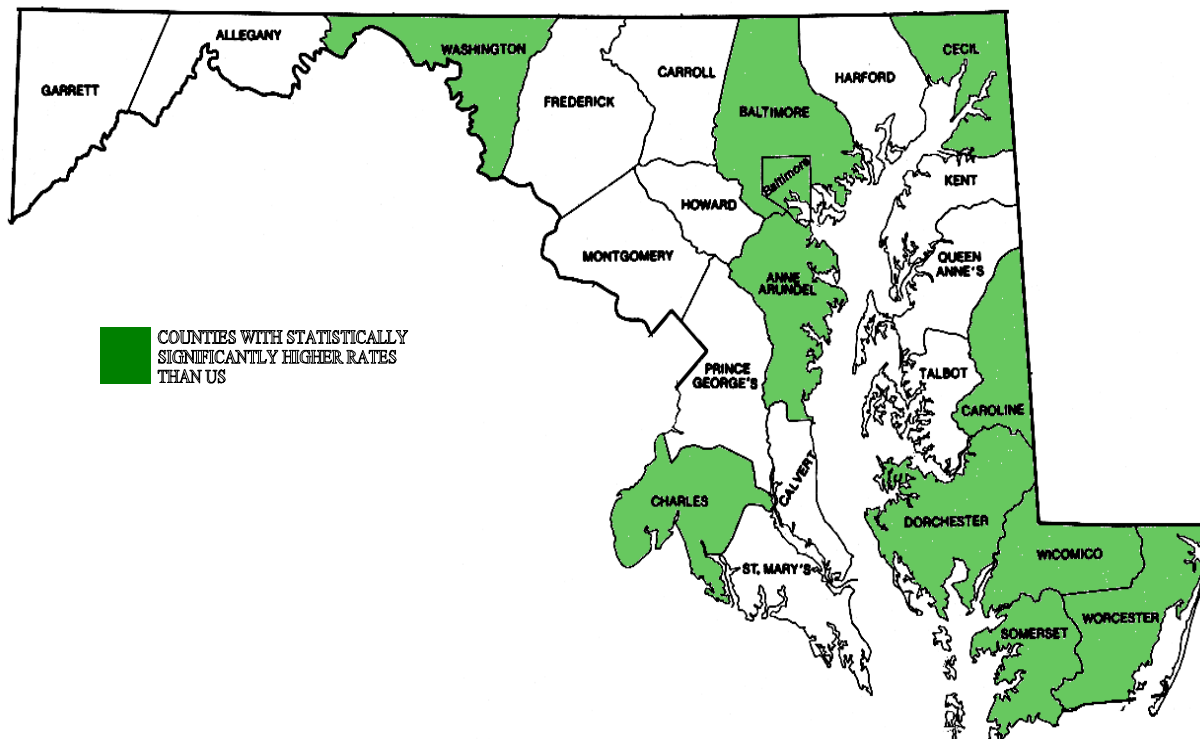 GARRETT
ALLEGANY
WASHINGTON
FREDERICK
CARROLL
BALTIMORE
Baltimore
HARFORD
CECIL
KENT
HOWARD
MONTGOMERY
QUEEN
ANNE'S
ANNE
ARUNDEL
PRINCE
GEORGE'S
TALBOT
CAROLINE
CALVERT
CHARLES
ST. MARY'S
DORCHESTER
WICOMICO
SOMERSET
WORCESTER
COUNTIES WITH STATISTICALLY
SIGNIFICANTLY HIGHER RATES
THAN US